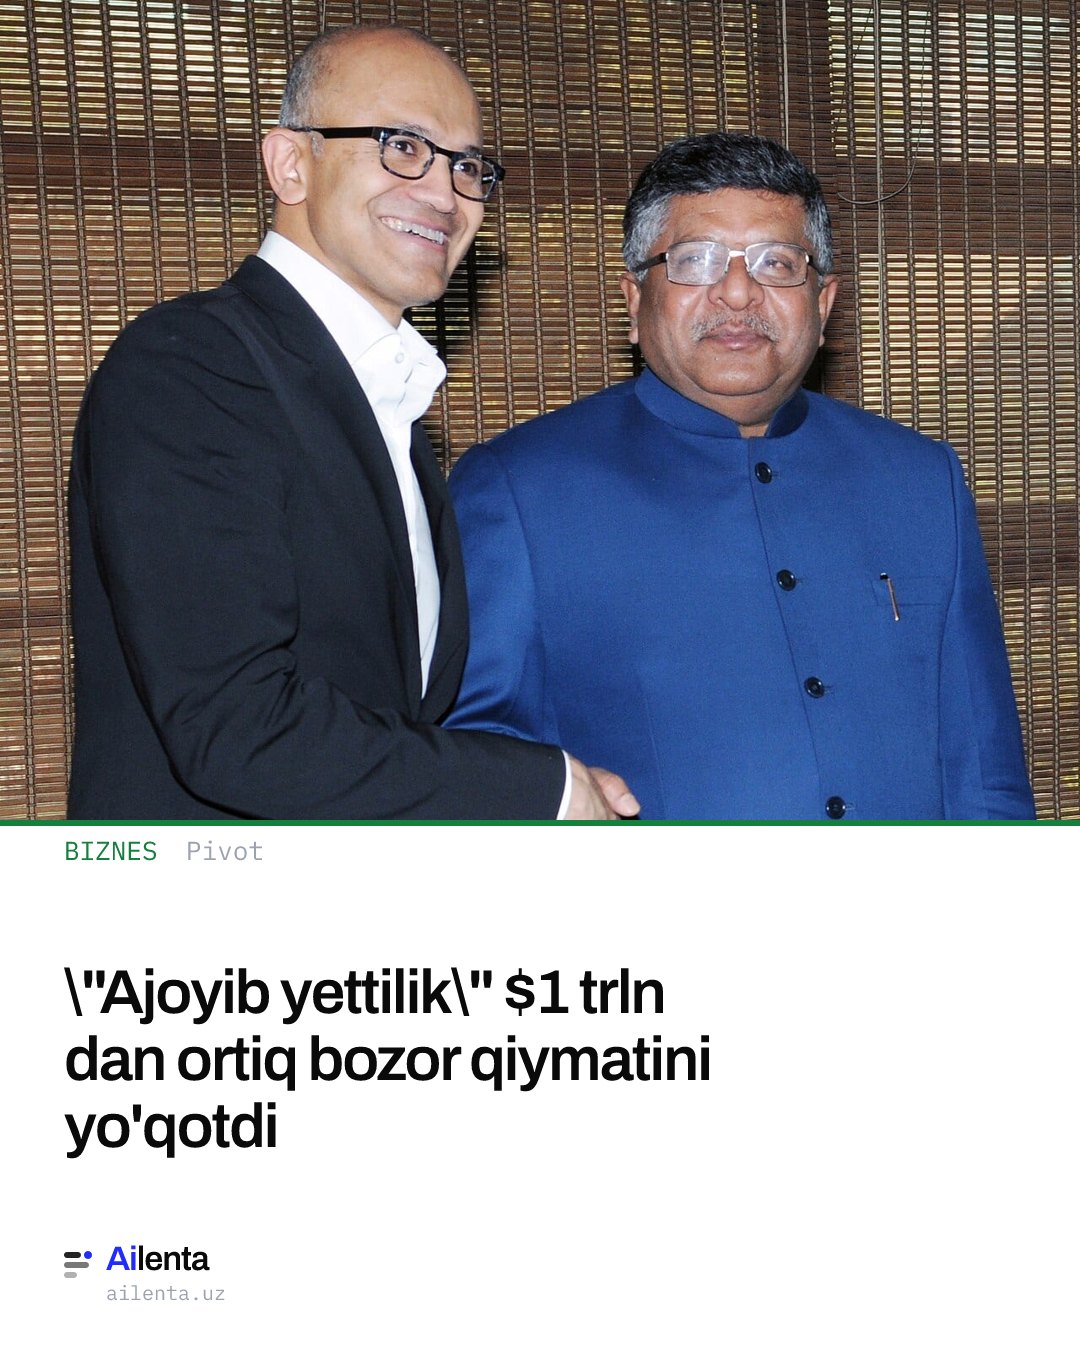 BIZNES Pivot
\"Ajoyib yettilik\" $1 trln
dan ortiq bozor qiymatini
yo'qotdi
Ailenta
ailenta.uz